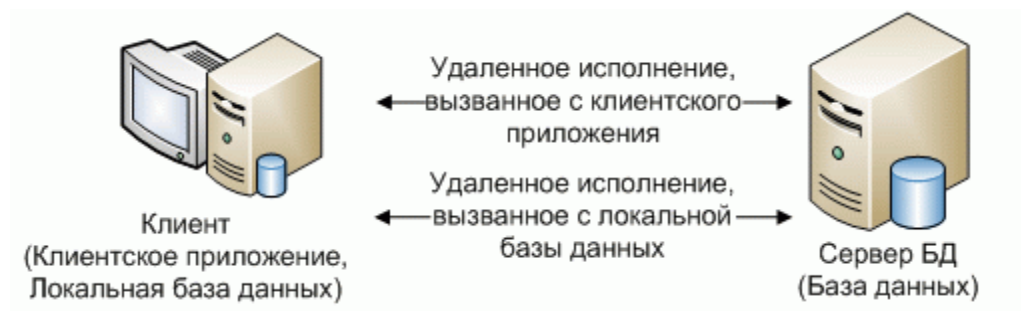 Удаленное исполнение,
вызванное с клиентского
приложения
Удаленное исполнение,
вызванное с локальной
базы данных
Клиент
(Клиентское приложение,
Локальная база данных)
Сервер БД
(База данных)